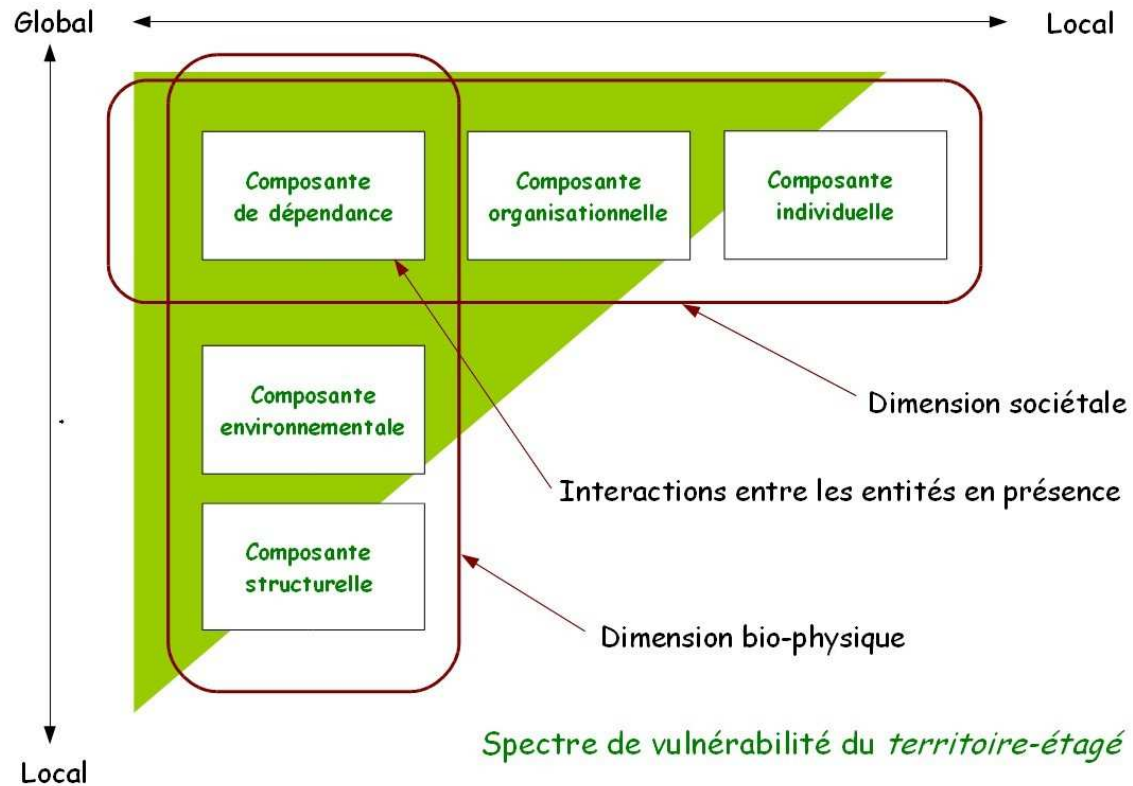 Global
Local
Composante
de dépendance
Composante
organisationnelle
Composante
individuelle
Composante
environnementale
Dimension sociétale
Interactions entre les entités en présence
Composante
structurelle
Dimension bio-physique
Spectre de vulnérabilité du territoire-étagé
Local